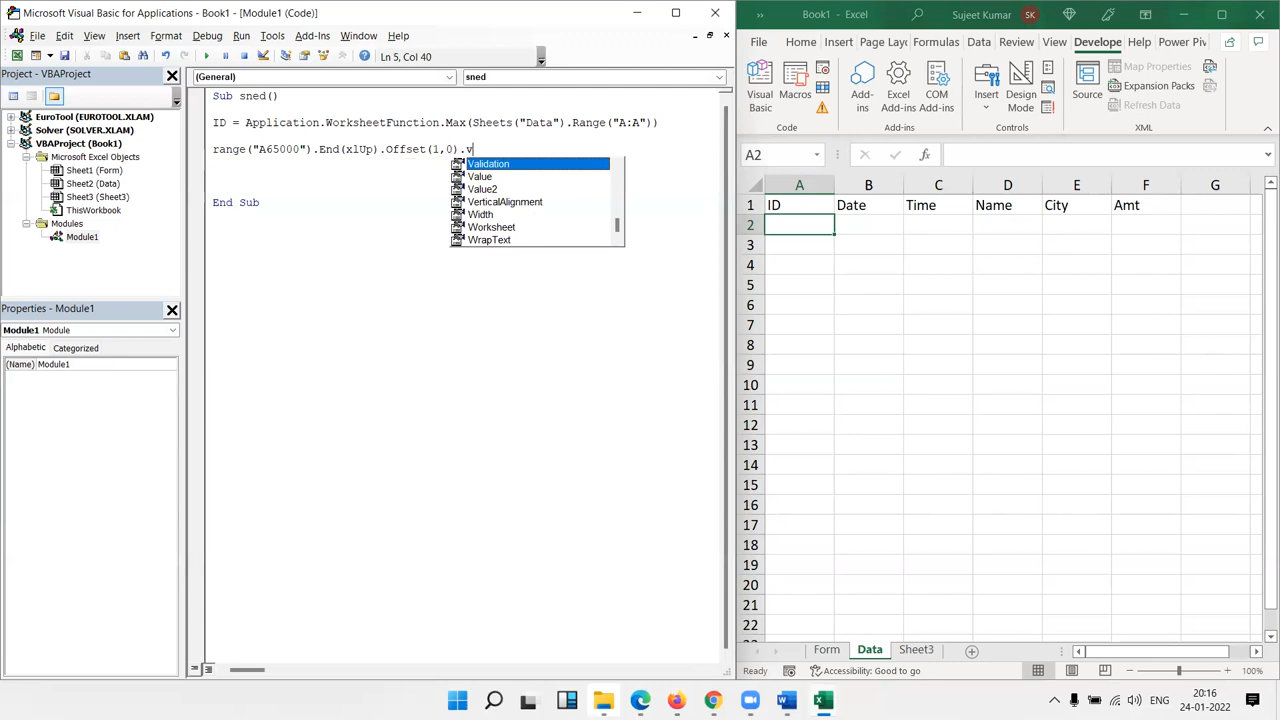 Microsoft Visual Basic for Applications - Book1 - [Module1 (Code)]
File Edit View Insert Format Debug Run Tools Add-Ins Window Help
Ln 5, Col 40
Project - VBAProject
EuroTool (EUROTOOL.XLAM)
Solver (SOLVER.XLAM)
VBAProject (Book1)
Microsoft Excel Objects
Sheet1 (Form)
Sheet2 (Data)
Sheet3 (Sheet3)
ThisWorkbook
Modules
Module1
Properties - Module1
Module1 Module
Alphabetic Categorized
(Name) Module1
(General) sned
Sub sned()
ID = Application.WorksheetFunction.Max(Sheets("Data").Range("A:A"))
range("A65000").End(xlUp).Offset(1,0).v
Validation
Value
Value2
VerticalAlignment
Width
Worksheet
WrapText
End Sub
Book1 - Excel Sujeet Kumar SK
File Home Insert Page Layo Formulas Data Review View Develope Help Power Piv
Visual Basic Macros
Code
Add-ins Excel Add-ins COM Add-ins
Add-ins
Insert Design Mode
Controls
Source Map Properties Expansion Packs Refresh Data
XML
A2 fx
A B C D E F G
1 ID Date Time Name City Amt
2
3
4
5
6
7
8
9
10
11
12
13
14
15
16
17
18
19
20
21
22
Form Data Sheet3
Ready Accessibility: Good to go 100%
ENG 20:16
24-01-2022